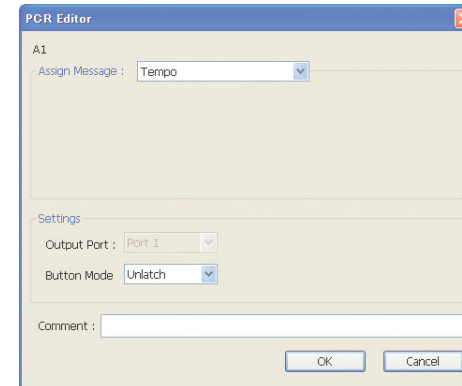 PCR Editor
A1
Assign Message : Tempo
Settings
Output Port : Port 1
Button Mode Unlatch
Comment :
OK Cancel